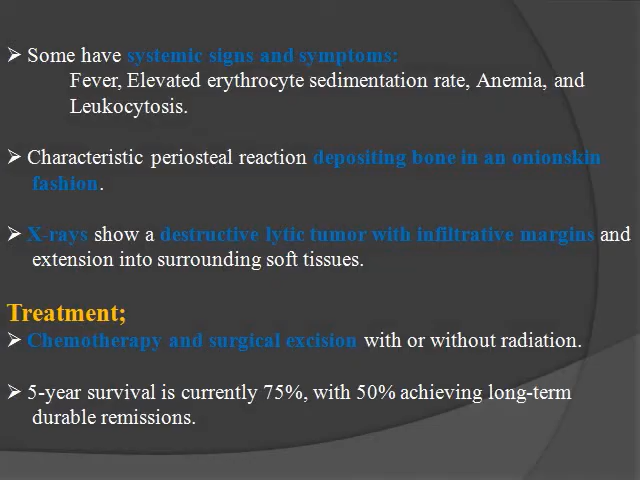 ➢ Some have systemic signs and symptoms:
Fever, Elevated erythrocyte sedimentation rate, Anemia, and
Leukocytosis.
➢ Characteristic periosteal reaction depositing bone in an onionskin
fashion.
➢ X-rays show a destructive lytic tumor with infiltrative margins and
extension into surrounding soft tissues.
Treatment;
➢ Chemotherapy and surgical excision with or without radiation.
➢ 5-year survival is currently 75%, with 50% achieving long-term
durable remissions.